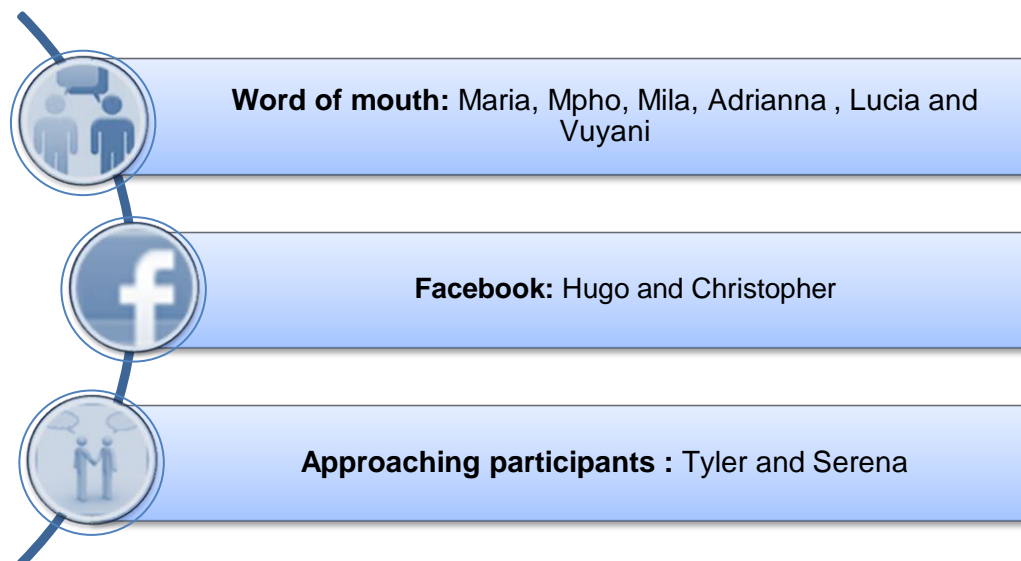 Word of mouth: Maria, Mpho, Mila, Adrianna , Lucia and
Vuyani
Facebook: Hugo and Christopher
Approaching participants : Tyler and Serena